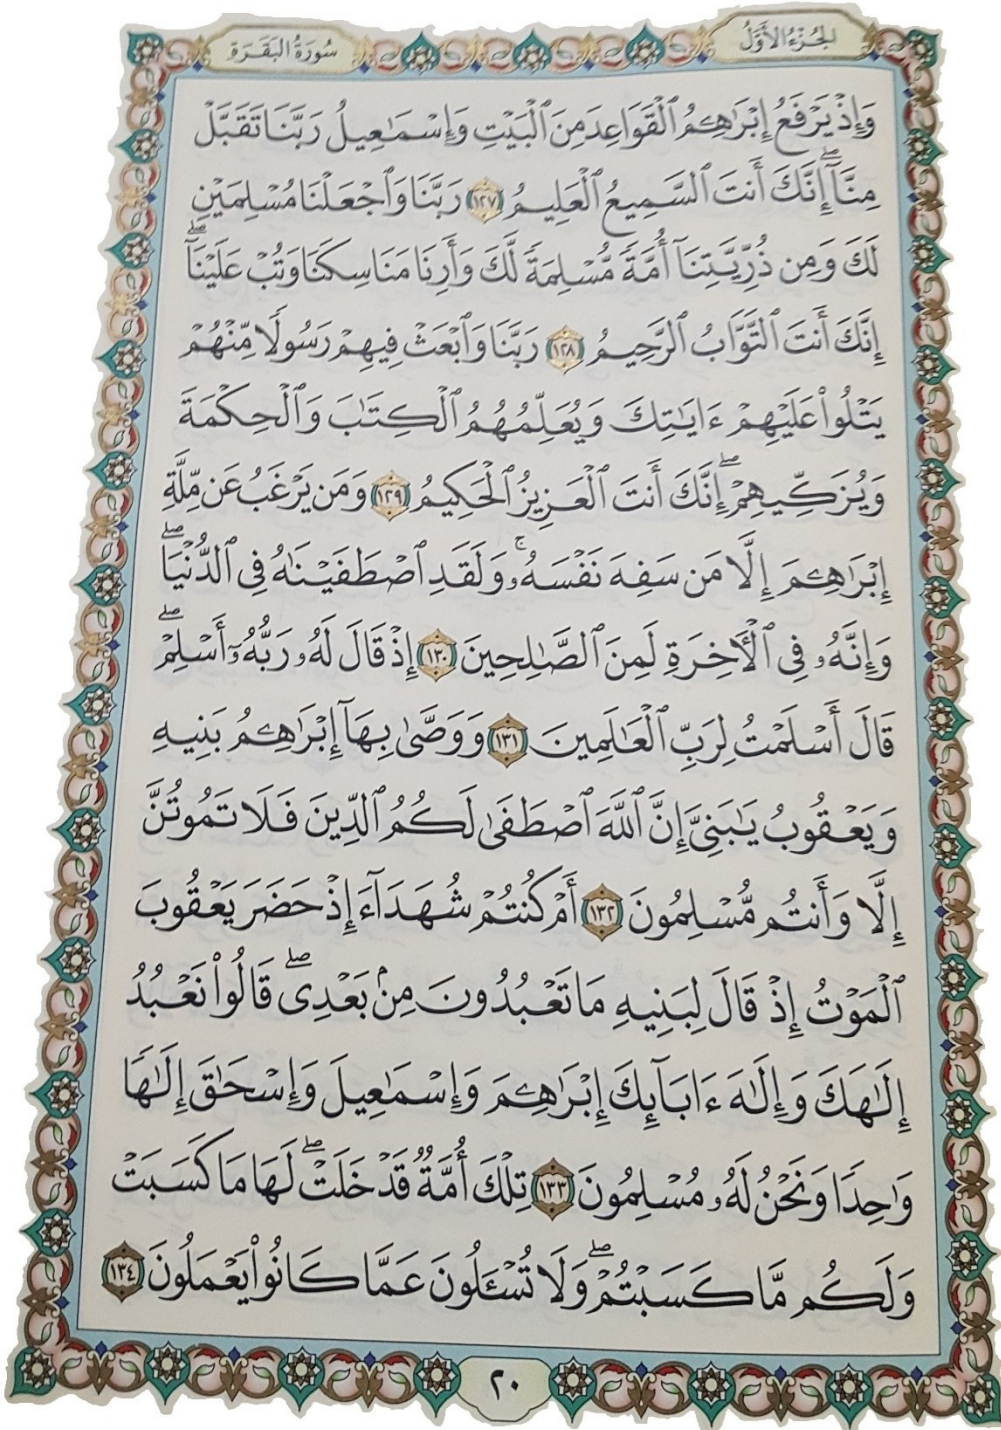 الجزء الأول
سورة البقرة
وَإِذۡ يَرۡفَعُ إِبۡرَٰهِـۧمُ ٱلۡقَوَاعِدَ مِنَ ٱلۡبَيۡتِ وَإِسۡمَٰعِيلُ رَبَّنَا تَقَبَّلۡ
مِنَّآۖ إِنَّكَ أَنتَ ٱلسَّمِيعُ ٱلۡعَلِيمُ ١٢٧ رَبَّنَا وَٱجۡعَلۡنَا مُسۡلِمَيۡنِ
لَكَ وَمِن ذُرِّيَّتِنَآ أُمَّةٗ مُّسۡلِمَةٗ لَّكَ وَأَرِنَا مَنَاسِكَنَا وَتُبۡ عَلَيۡنَآۖ
إِنَّكَ أَنتَ ٱلتَّوَّابُ ٱلرَّحِيمُ ١٢٨ رَبَّنَا وَٱبۡعَثۡ فِيهِمۡ رَسُولٗا مِّنۡهُمۡ
يَتۡلُواْ عَلَيۡهِمۡ ءَايَٰتِكَ وَيُعَلِّمُهُمُ ٱلۡكِتَٰبَ وَٱلۡحِكۡمَةَ
وَيُزَكِّيهِمۡۖ إِنَّكَ أَنتَ ٱلۡعَزِيزُ ٱلۡحَكِيمُ ١٢٩ وَمَن يَرۡغَبُ عَن مِّلَّةِ
إِبۡرَٰهِـۧمَ إِلَّا مَن سَفِهَ نَفۡسَهُۥۚ وَلَقَدِ ٱصۡطَفَيۡنَٰهُ فِي ٱلدُّنۡيَاۖ
وَإِنَّهُۥ فِي ٱلۡأٓخِرَةِ لَمِنَ ٱلصَّٰلِحِينَ ١٣٠ إِذۡ قَالَ لَهُۥ رَبُّهُۥٓ أَسۡلِمۡۖ
قَالَ أَسۡلَمۡتُ لِرَبِّ ٱلۡعَٰلَمِينَ ١٣١ وَوَصَّىٰ بِهَآ إِبۡرَٰهِـۧمُ بَنِيهِ
وَيَعۡقُوبُ يَٰبَنِيَّ إِنَّ ٱللَّهَ ٱصۡطَفَىٰ لَكُمُ ٱلدِّينَ فَلَا تَمُوتُنَّ
إِلَّا وَأَنتُم مُّسۡلِمُونَ ١٣٢ أَمۡ كُنتُمۡ شُهَدَآءَ إِذۡ حَضَرَ يَعۡقُوبَ
ٱلۡمَوۡتُ إِذۡ قَالَ لِبَنِيهِ مَا تَعۡبُدُونَ مِنۢ بَعۡدِيۖ قَالُواْ نَعۡبُدُ
إِلَٰهَكَ وَإِلَٰهَ ءَابَآئِكَ إِبۡرَٰهِـۧمَ وَإِسۡمَٰعِيلَ وَإِسۡحَٰقَ إِلَٰهٗا
وَٰحِدٗا وَنَحۡنُ لَهُۥ مُسۡلِمُونَ ١٣٣ تِلۡكَ أُمَّةٞ قَدۡ خَلَتۡۖ لَهَا مَا كَسَبَتۡ
وَلَكُم مَّا كَسَبۡتُمۡۖ وَلَا تُسۡـَٔلُونَ عَمَّا كَانُواْ يَعۡمَلُونَ ١٣٤
٢٠